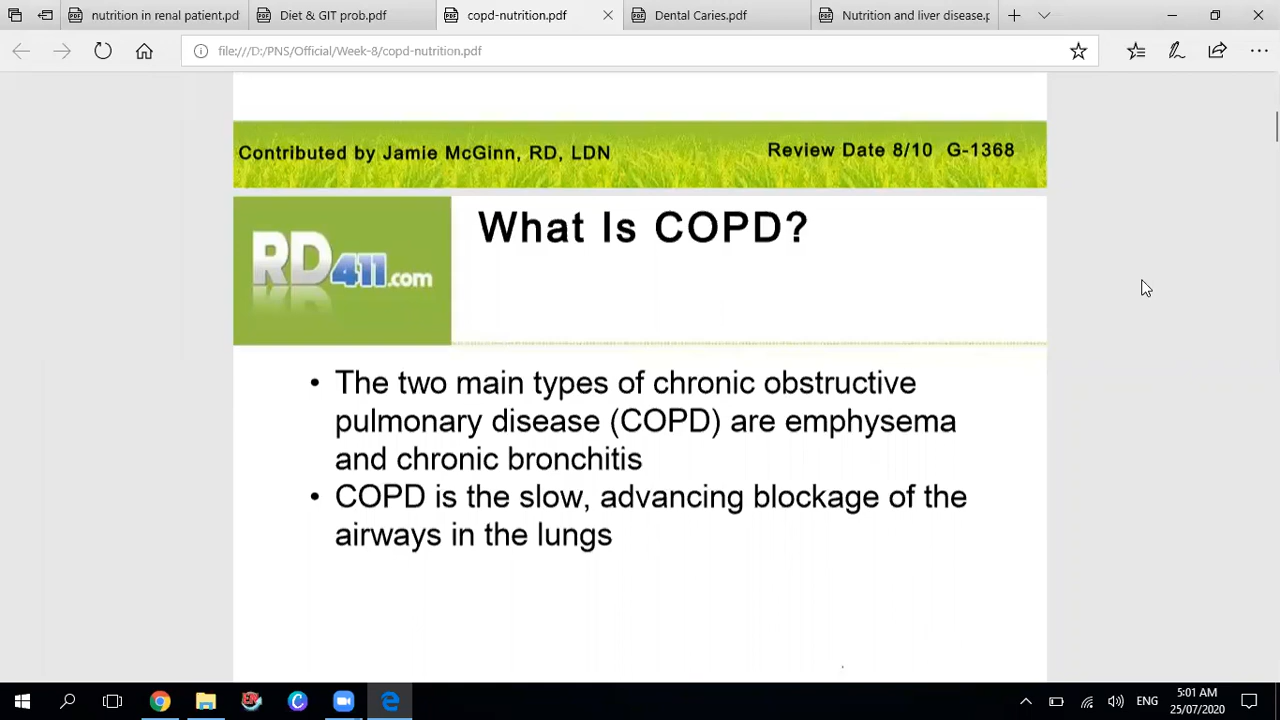 nutrition in renal patient.pd
Diet & GIT prob.pdf
copd-nutrition.pdf
Dental Caries.pdf
Nutrition and liver disease.p
file:///D:/PNS/Official/Week-8/copd-nutrition.pdf
Contributed by Jamie McGinn, RD, LDN
Review Date 8/10 G-1368
RD411.com
What Is COPD?
• The two main types of chronic obstructive
pulmonary disease (COPD) are emphysema
and chronic bronchitis
• COPD is the slow, advancing blockage of the
airways in the lungs
ENG
5:01 AM
25/07/2020